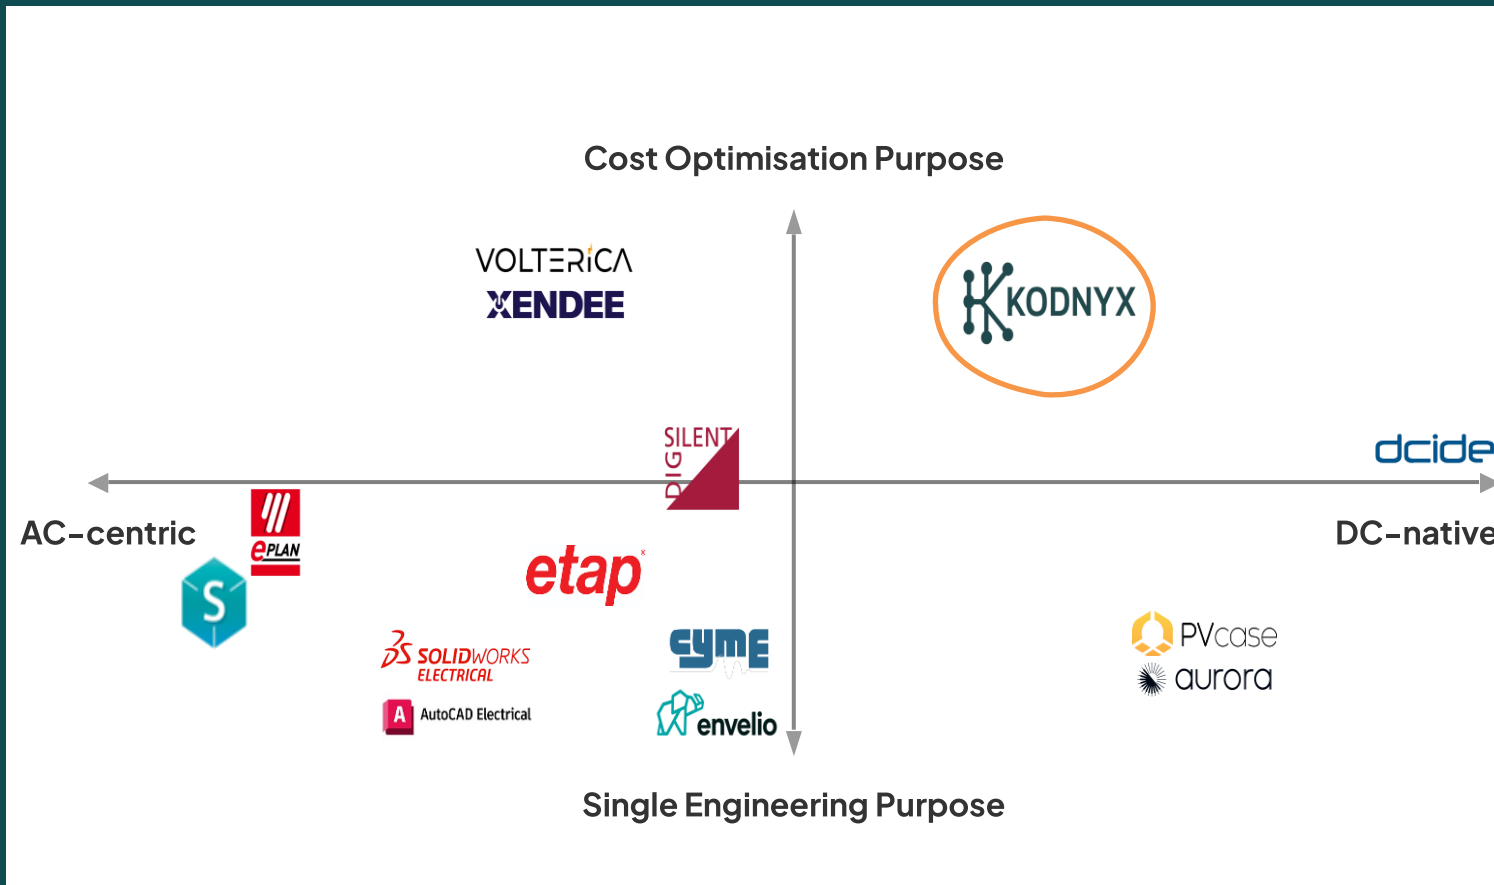 Cost Optimisation Purpose
VOLTERiCA
XENDEE
KODNYX
SILENT
DIG
dcide
AC-centric
DC-native
ePLAN
S
etap
PVcase
SOLIDWORKS
ELECTRICAL
CYME
aurora
A AutoCAD Electrical
envelio
Single Engineering Purpose